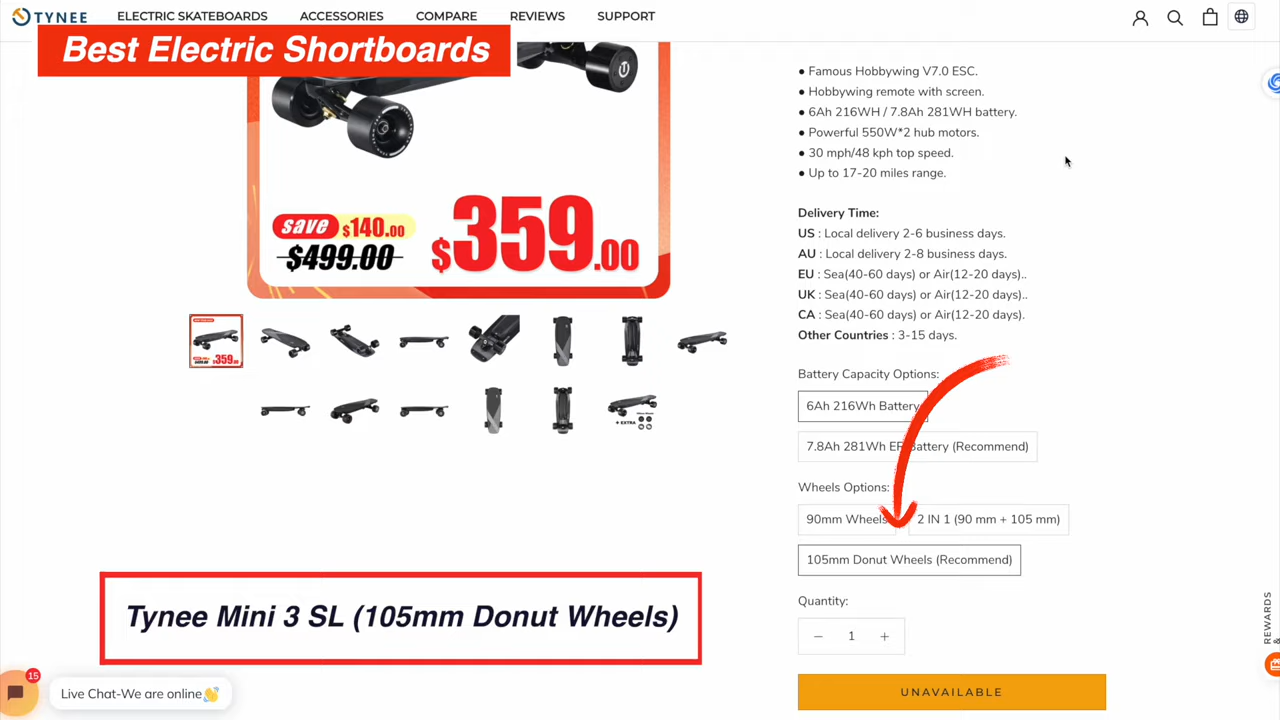 TYNEE
ELECTRIC SKATEBOARDS
ACCESSORIES
COMPARE
REVIEWS
SUPPORT
Best Electric Shortboards
save $140.00
$499.00
$359.00
● Famous Hobbywing V7.0 ESC.
● Hobbywing remote with screen.
● 6Ah 216WH / 7.8Ah 281WH battery.
● Powerful 550W*2 hub motors.
● 30 mph/48 kph top speed.
● Up to 17-20 miles range.
Delivery Time:
US : Local delivery 2-6 business days.
AU : Local delivery 2-8 business days.
EU : Sea(40-60 days) or Air(12-20 days)..
UK : Sea(40-60 days) or Air(12-20 days)..
CA : Sea(40-60 days) or Air(12-20 days).
Other Countries : 3-15 days.
Battery Capacity Options:
6Ah 216Wh Battery
7.8Ah 281Wh Battery (Recommend)
Wheels Options:
90mm Wheels
2 IN 1 (90 mm + 105 mm)
105mm Donut Wheels (Recommend)
Quantity:
− 1 +
UNAVAILABLE
Tynee Mini 3 SL (105mm Donut Wheels)
15
Live Chat-We are online👋
REWARDS
&